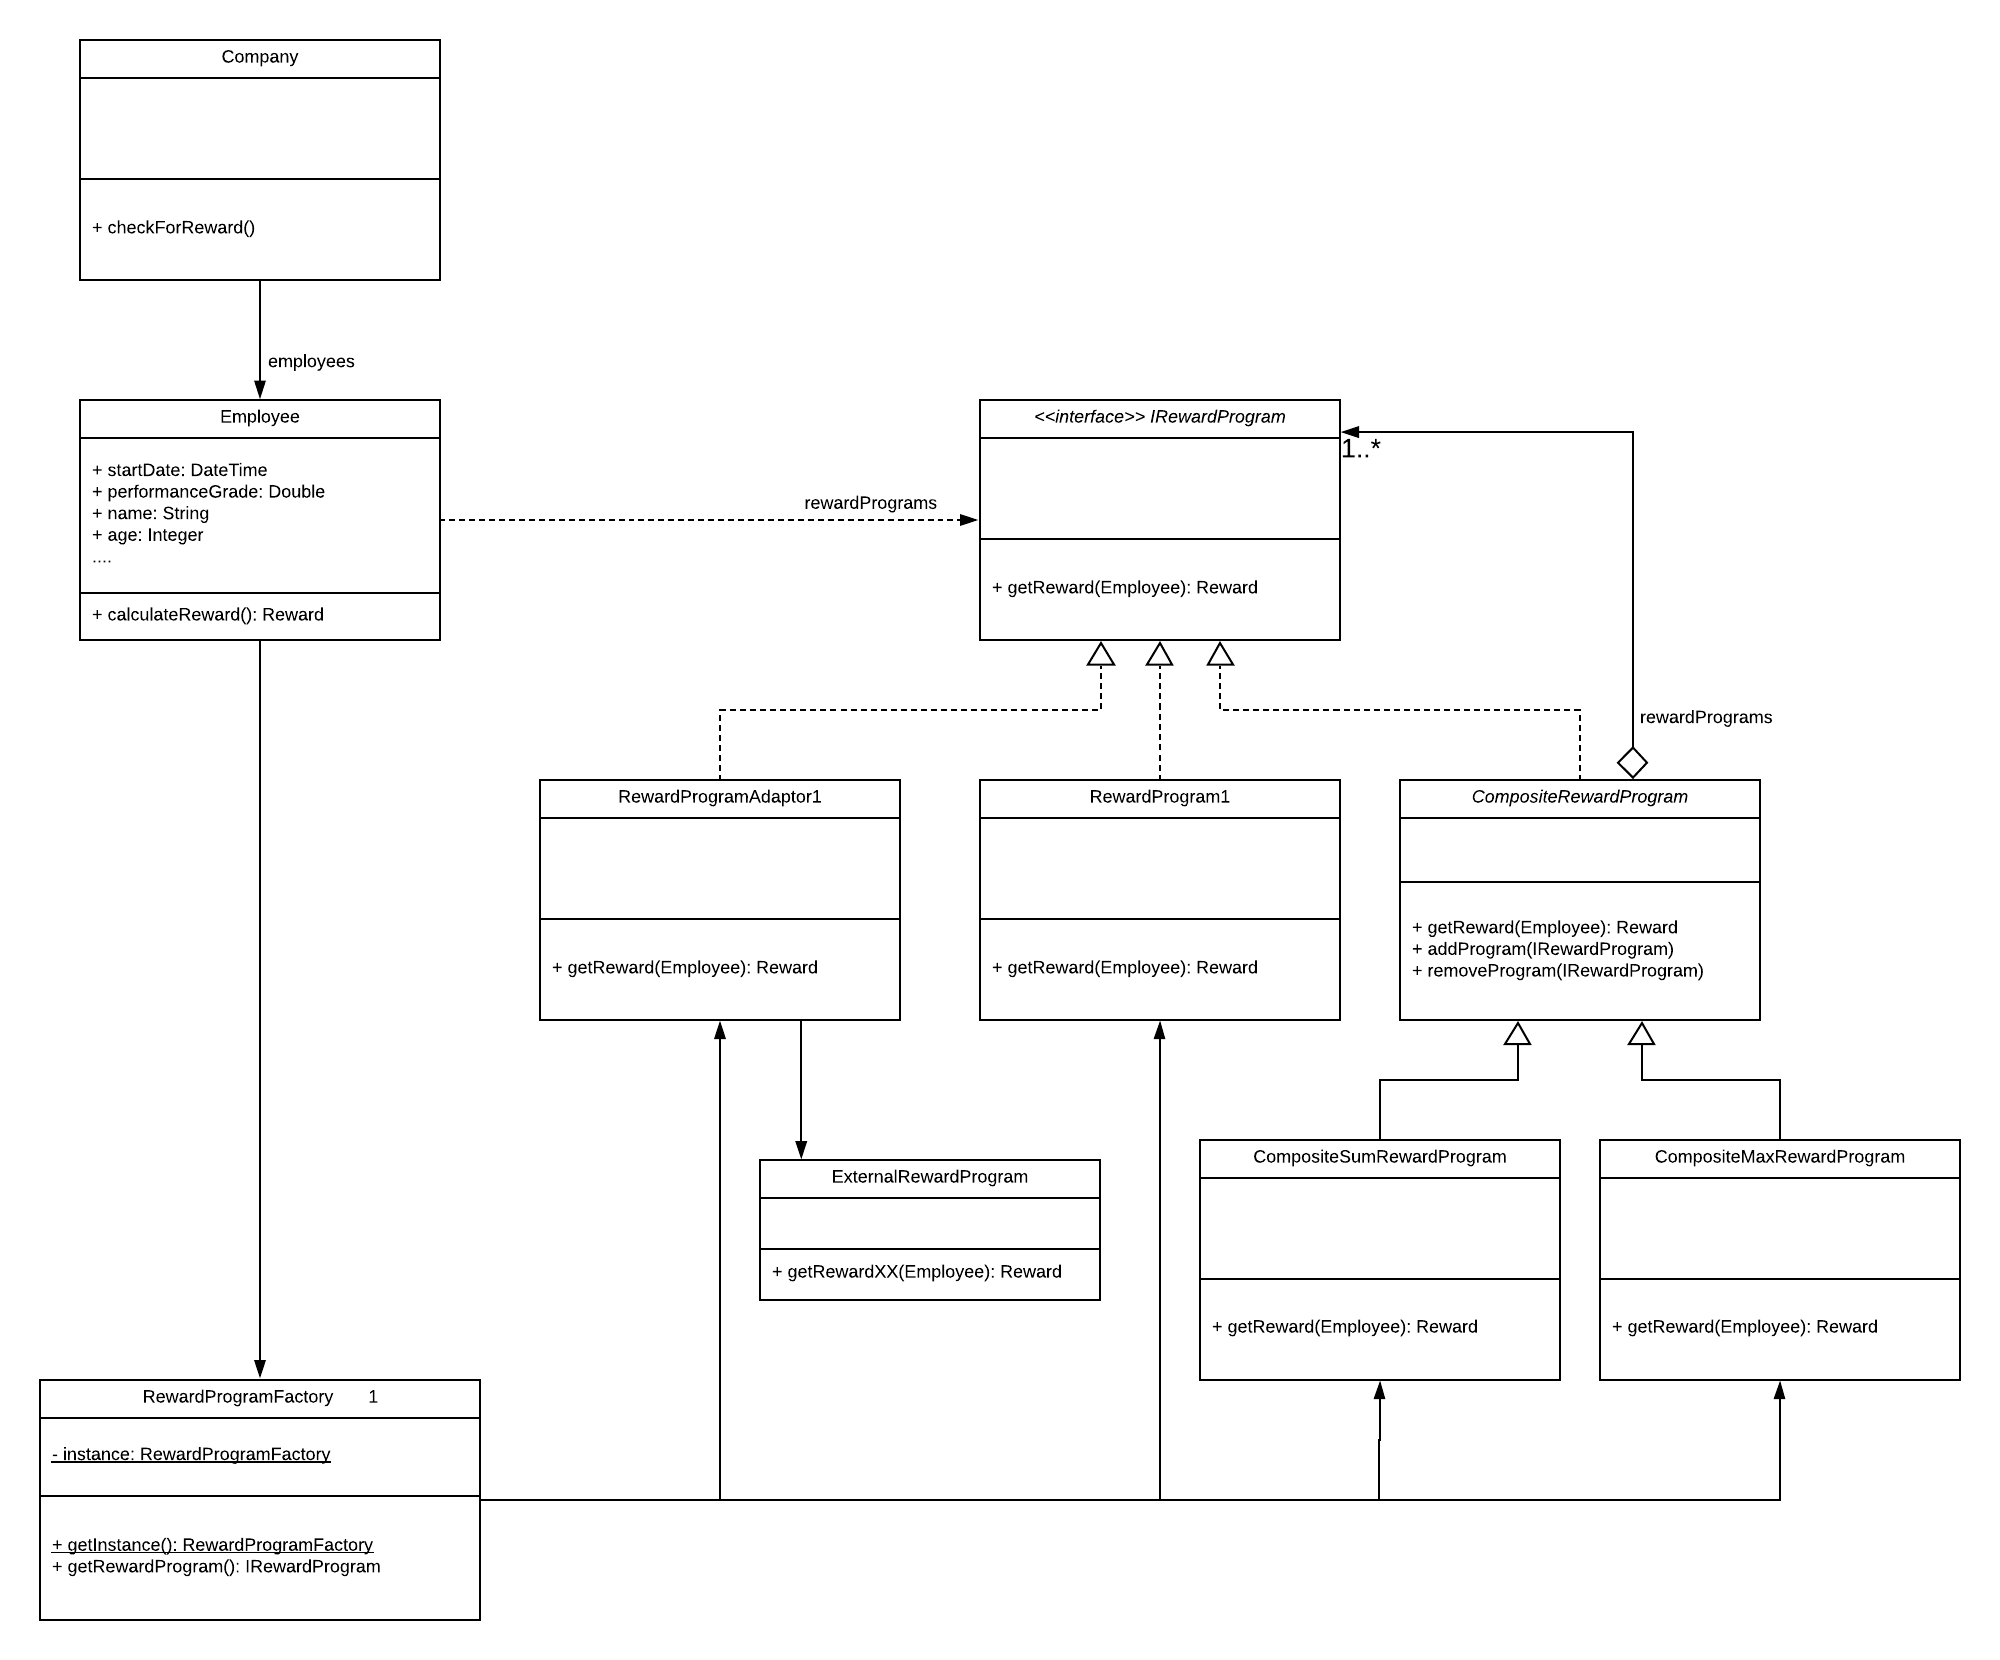 Company
+ checkForReward()
employees
Employee
+ startDate: DateTime
+ performanceGrade: Double
+ name: String
+ age: Integer
....
+ calculateReward(): Reward
rewardPrograms
<<interface>> IRewardProgram
+ getReward(Employee): Reward
1..*
rewardPrograms
RewardProgramAdaptor1
+ getReward(Employee): Reward
RewardProgram1
+ getReward(Employee): Reward
CompositeRewardProgram
+ getReward(Employee): Reward
+ addProgram(IRewardProgram)
+ removeProgram(IRewardProgram)
ExternalRewardProgram
+ getRewardXX(Employee): Reward
CompositeSumRewardProgram
+ getReward(Employee): Reward
CompositeMaxRewardProgram
+ getReward(Employee): Reward
RewardProgramFactory 1
- instance: RewardProgramFactory
+ getInstance(): RewardProgramFactory
+ getRewardProgram(): IRewardProgram